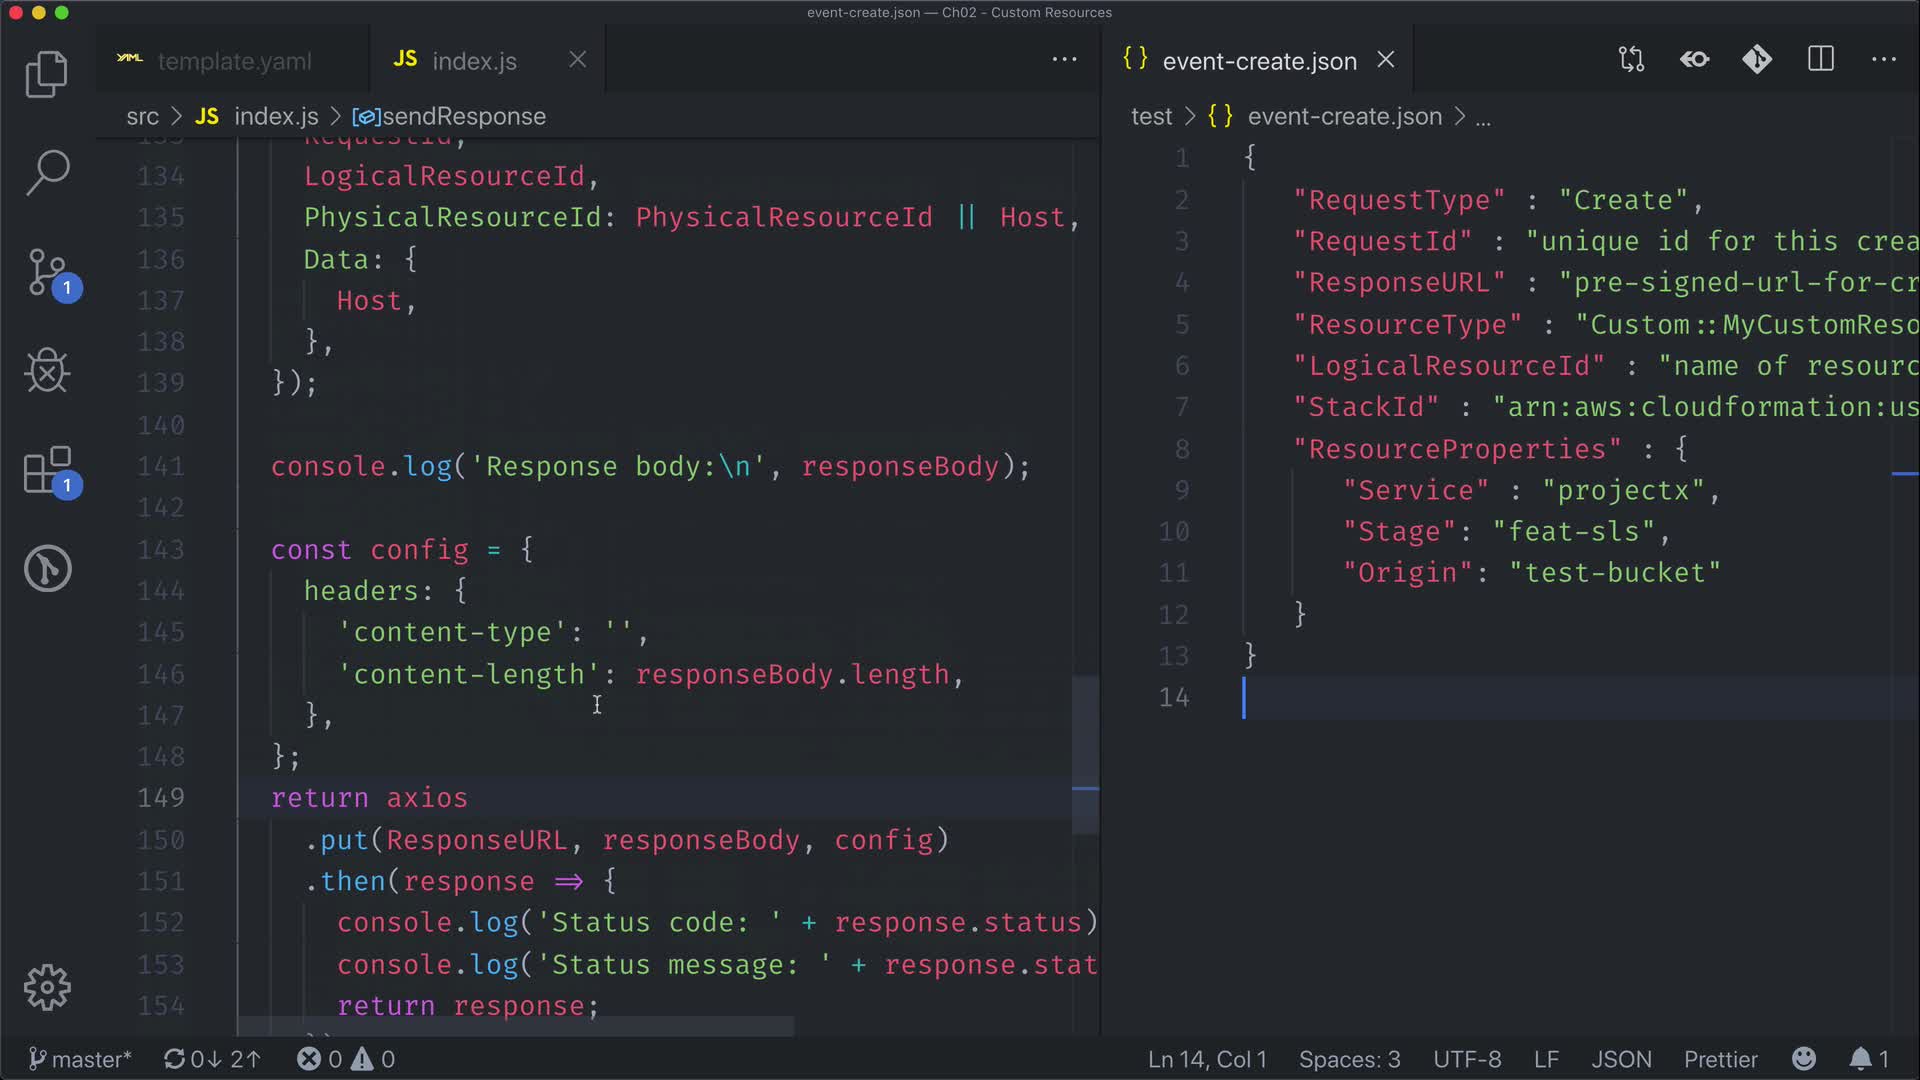 event-create.json — Ch02 - Custom Resources
YAML template.yaml
JS index.js
{} event-create.json
src > JS index.js > sendResponse
test > {} event-create.json > ...
133 RequestId,
134 LogicalResourceId,
135 PhysicalResourceId: PhysicalResourceId || Host,
136 Data: {
137 Host,
138 },
139 });
140
141 console.log('Response body:\n', responseBody);
142
143 const config = {
144 headers: {
145 'content-type': '',
146 'content-length': responseBody.length,
147 },
148 };
149 return axios
150 .put(ResponseURL, responseBody, config)
151 .then(response => {
152 console.log('Status code: ' + response.status)
153 console.log('Status message: ' + response.stat
154 return response;
1 {
2 "RequestType" : "Create",
3 "RequestId" : "unique id for this crea
4 "ResponseURL" : "pre-signed-url-for-cr
5 "ResourceType" : "Custom::MyCustomReso
6 "LogicalResourceId" : "name of resourc
7 "StackId" : "arn:aws:cloudformation:us
8 "ResourceProperties" : {
9 "Service" : "projectx",
10 "Stage": "feat-sls",
11 "Origin": "test-bucket"
12 }
13 }
14
1
1
master* 0↓ 2↑ 0 0
Ln 14, Col 1 Spaces: 3 UTF-8 LF JSON Prettier 1